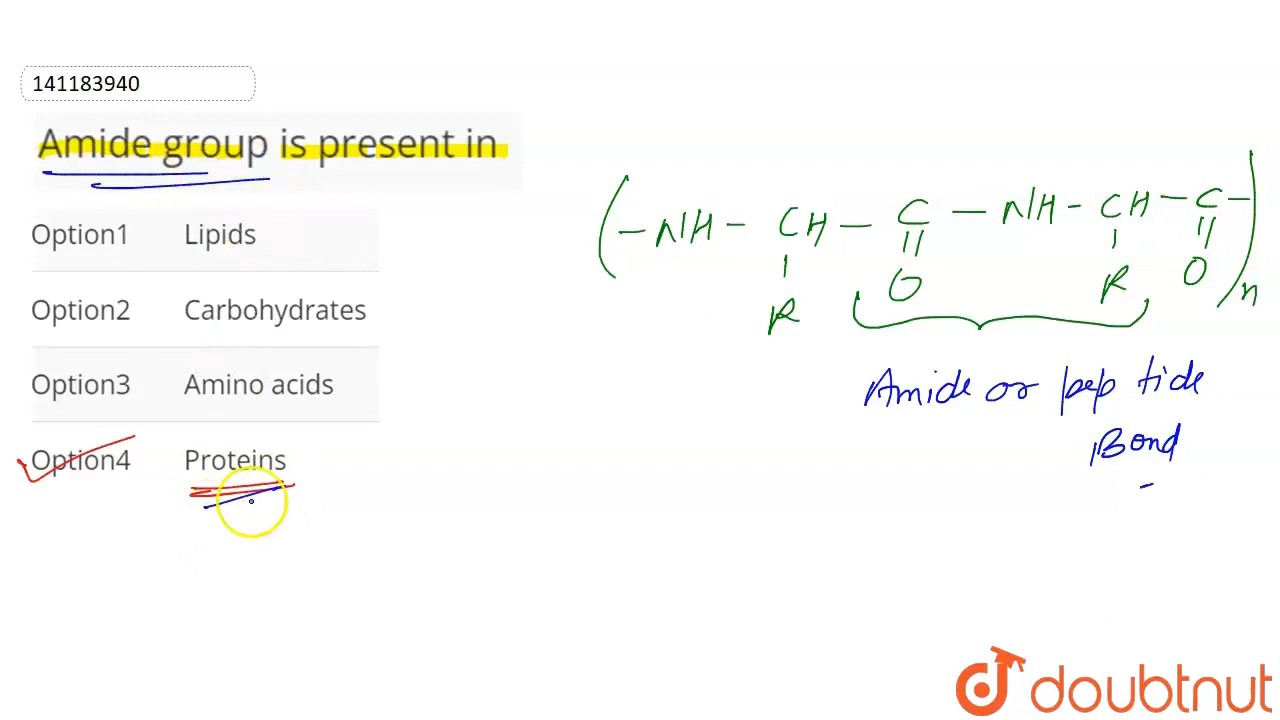 141183940
Amide group is present in
Option1 Lipids
Option2 Carbohydrates
Option3 Amino acids
Option4 Proteins
( – NH – CH – C – NH – CH – C – )n
R O R O
Amide or peptide
Bond
doubtnut